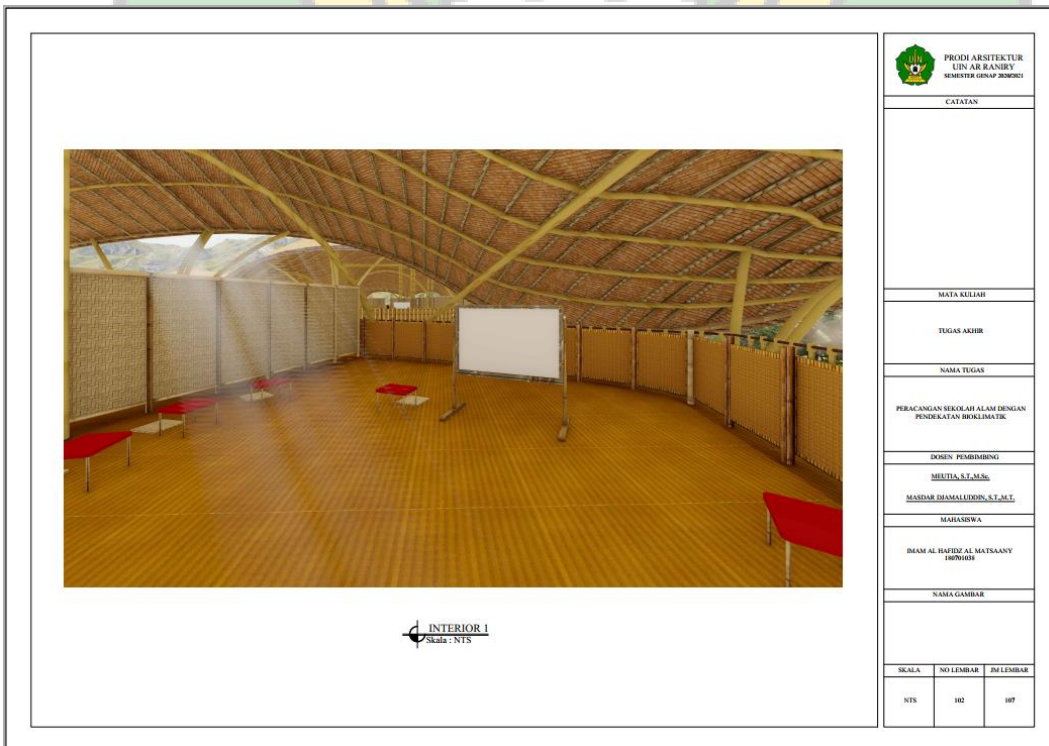 INTERIOR 1
Skala : NTS
UIN
PRODI ARSITEKTUR
UIN AR RANIRY
SEMESTER GENAP 2020/2021
CATATAN
MATA KULIAH
TUGAS AKHIR
NAMA TUGAS
PERACANGAN SEKOLAH ALAM DENGAN
PENDEKATAN BIOKLIMATIK
DOSEN PEMBIMBING
MEUTIA, S.T.,M.Sc.
MASDAR DJAMALUDDIN, S.T.,M.T.
MAHASISWA
IMAM AL HAFIDZ AL MATSAANY
180701038
NAMA GAMBAR
SKALA NO LEMBAR JM LEMBAR
NTS 102 107